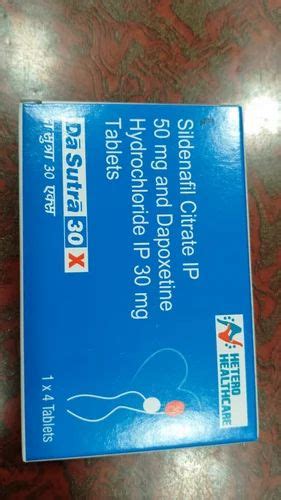 Sildenafil Citrate IP
50 mg and Dapoxetine
Hydrochloride IP 30 mg
Tablets
Da Sutra 30 X
डा सुत्रा 30 एक्स
HETERO
HEALTHCARE
1 x 4 Tablets